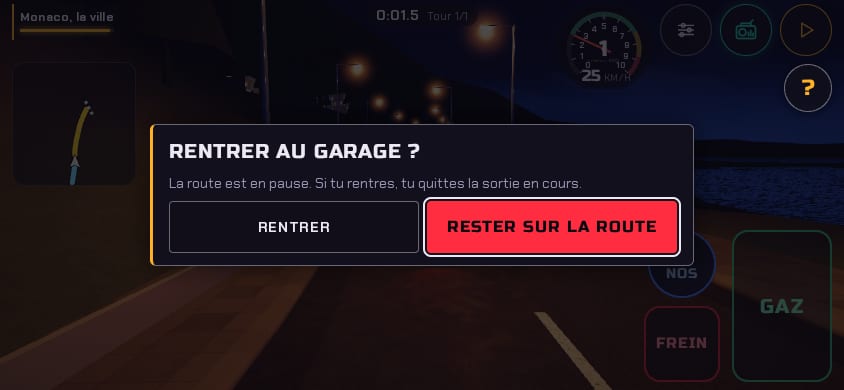 Monaco, la ville
0:01.5 Tour 1/1
1
25 KM/H
?
RENTRER AU GARAGE ?
La route est en pause. Si tu rentres, tu quittes la sortie en cours.
RENTRER
RESTER SUR LA ROUTE
NOS
GAZ
FREIN